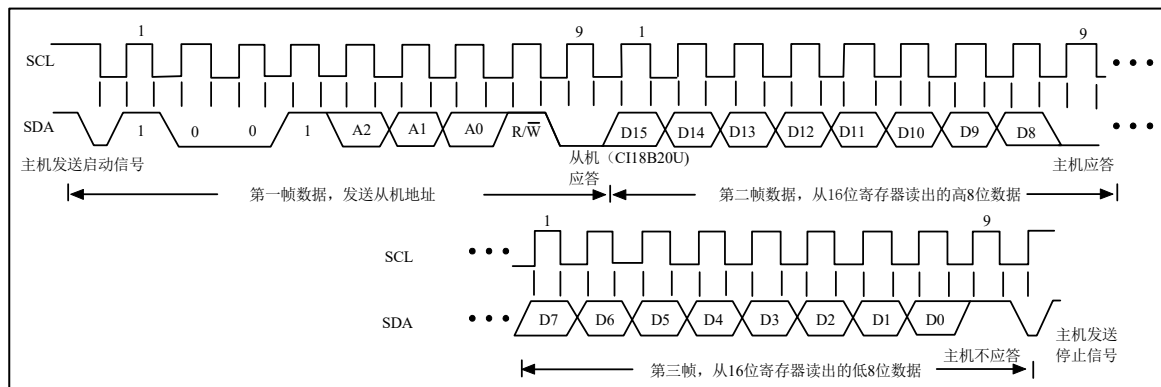 1 9 1 9
SCL
SDA 1 0 0 1 A2 A1 A0 R/W̅ D15 D14 D13 D12 D11 D10 D9 D8
主机发送启动信号 从机（CI18B20U) 主机应答
应答
第一帧数据，发送从机地址 第二帧数据，从16位寄存器读出的高8位数据
1 9
SCL
SDA D7 D6 D5 D4 D3 D2 D1 D0
主机发送
停止信号
主机不应答
第三帧，从16位寄存器读出的低8位数据